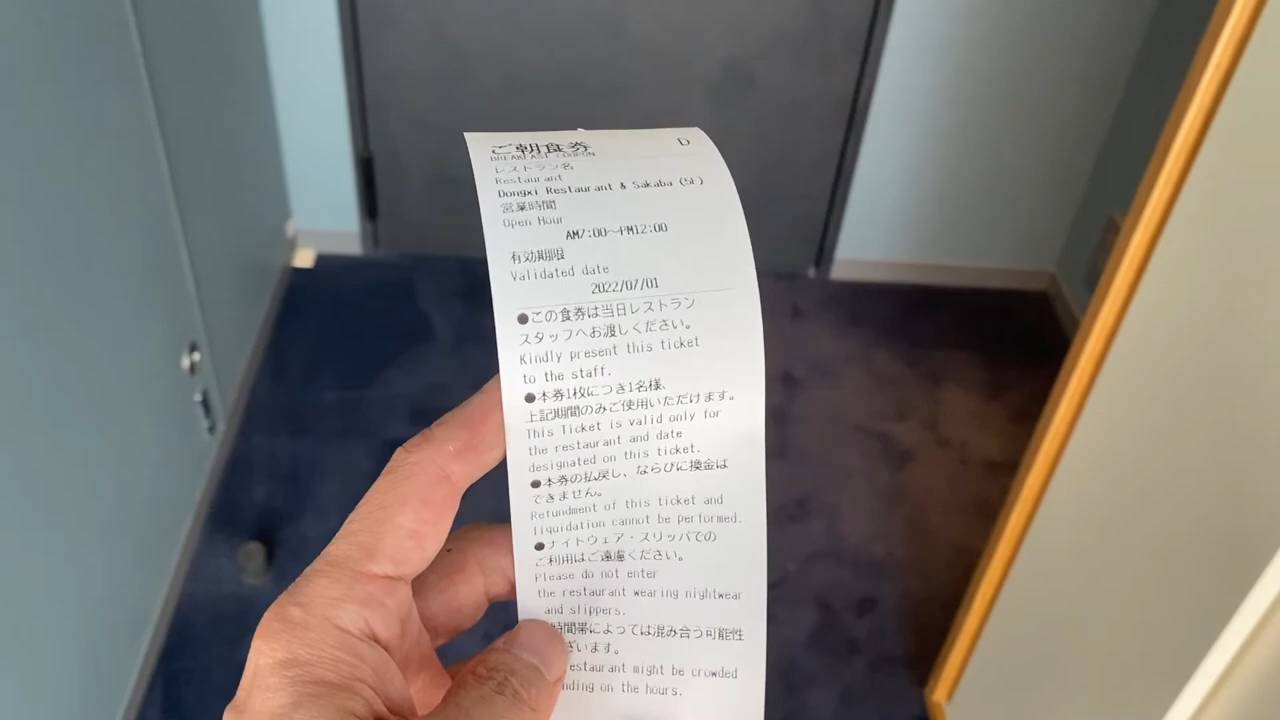 ご朝食券 D
BREAKFAST COUPON
レストラン名
Restaurant
Dongxi Restaurant & Sakaba (5F)
営業時間
Open Hour
AM7:00~PM12:00
有効期限
Validated date
2022/07/01
●この食券は当日レストラン
スタッフへお渡しください。
Kindly present this ticket
to the staff.
●本券1枚につき1名様、
上記期間のみご使用いただけます。
This Ticket is valid only for
the restaurant and date
designated on this ticket.
●本券の払戻し、ならびに換金は
できません。
Refundment of this ticket and
liquidation cannot be performed.
●ナイトウェア・スリッパでの
ご利用はご遠慮ください。
Please do not enter
the restaurant wearing nightwear
and slippers.
時間帯によっては混み合う可能性
ざいます。
estaurant might be crowded
nding on the hours.